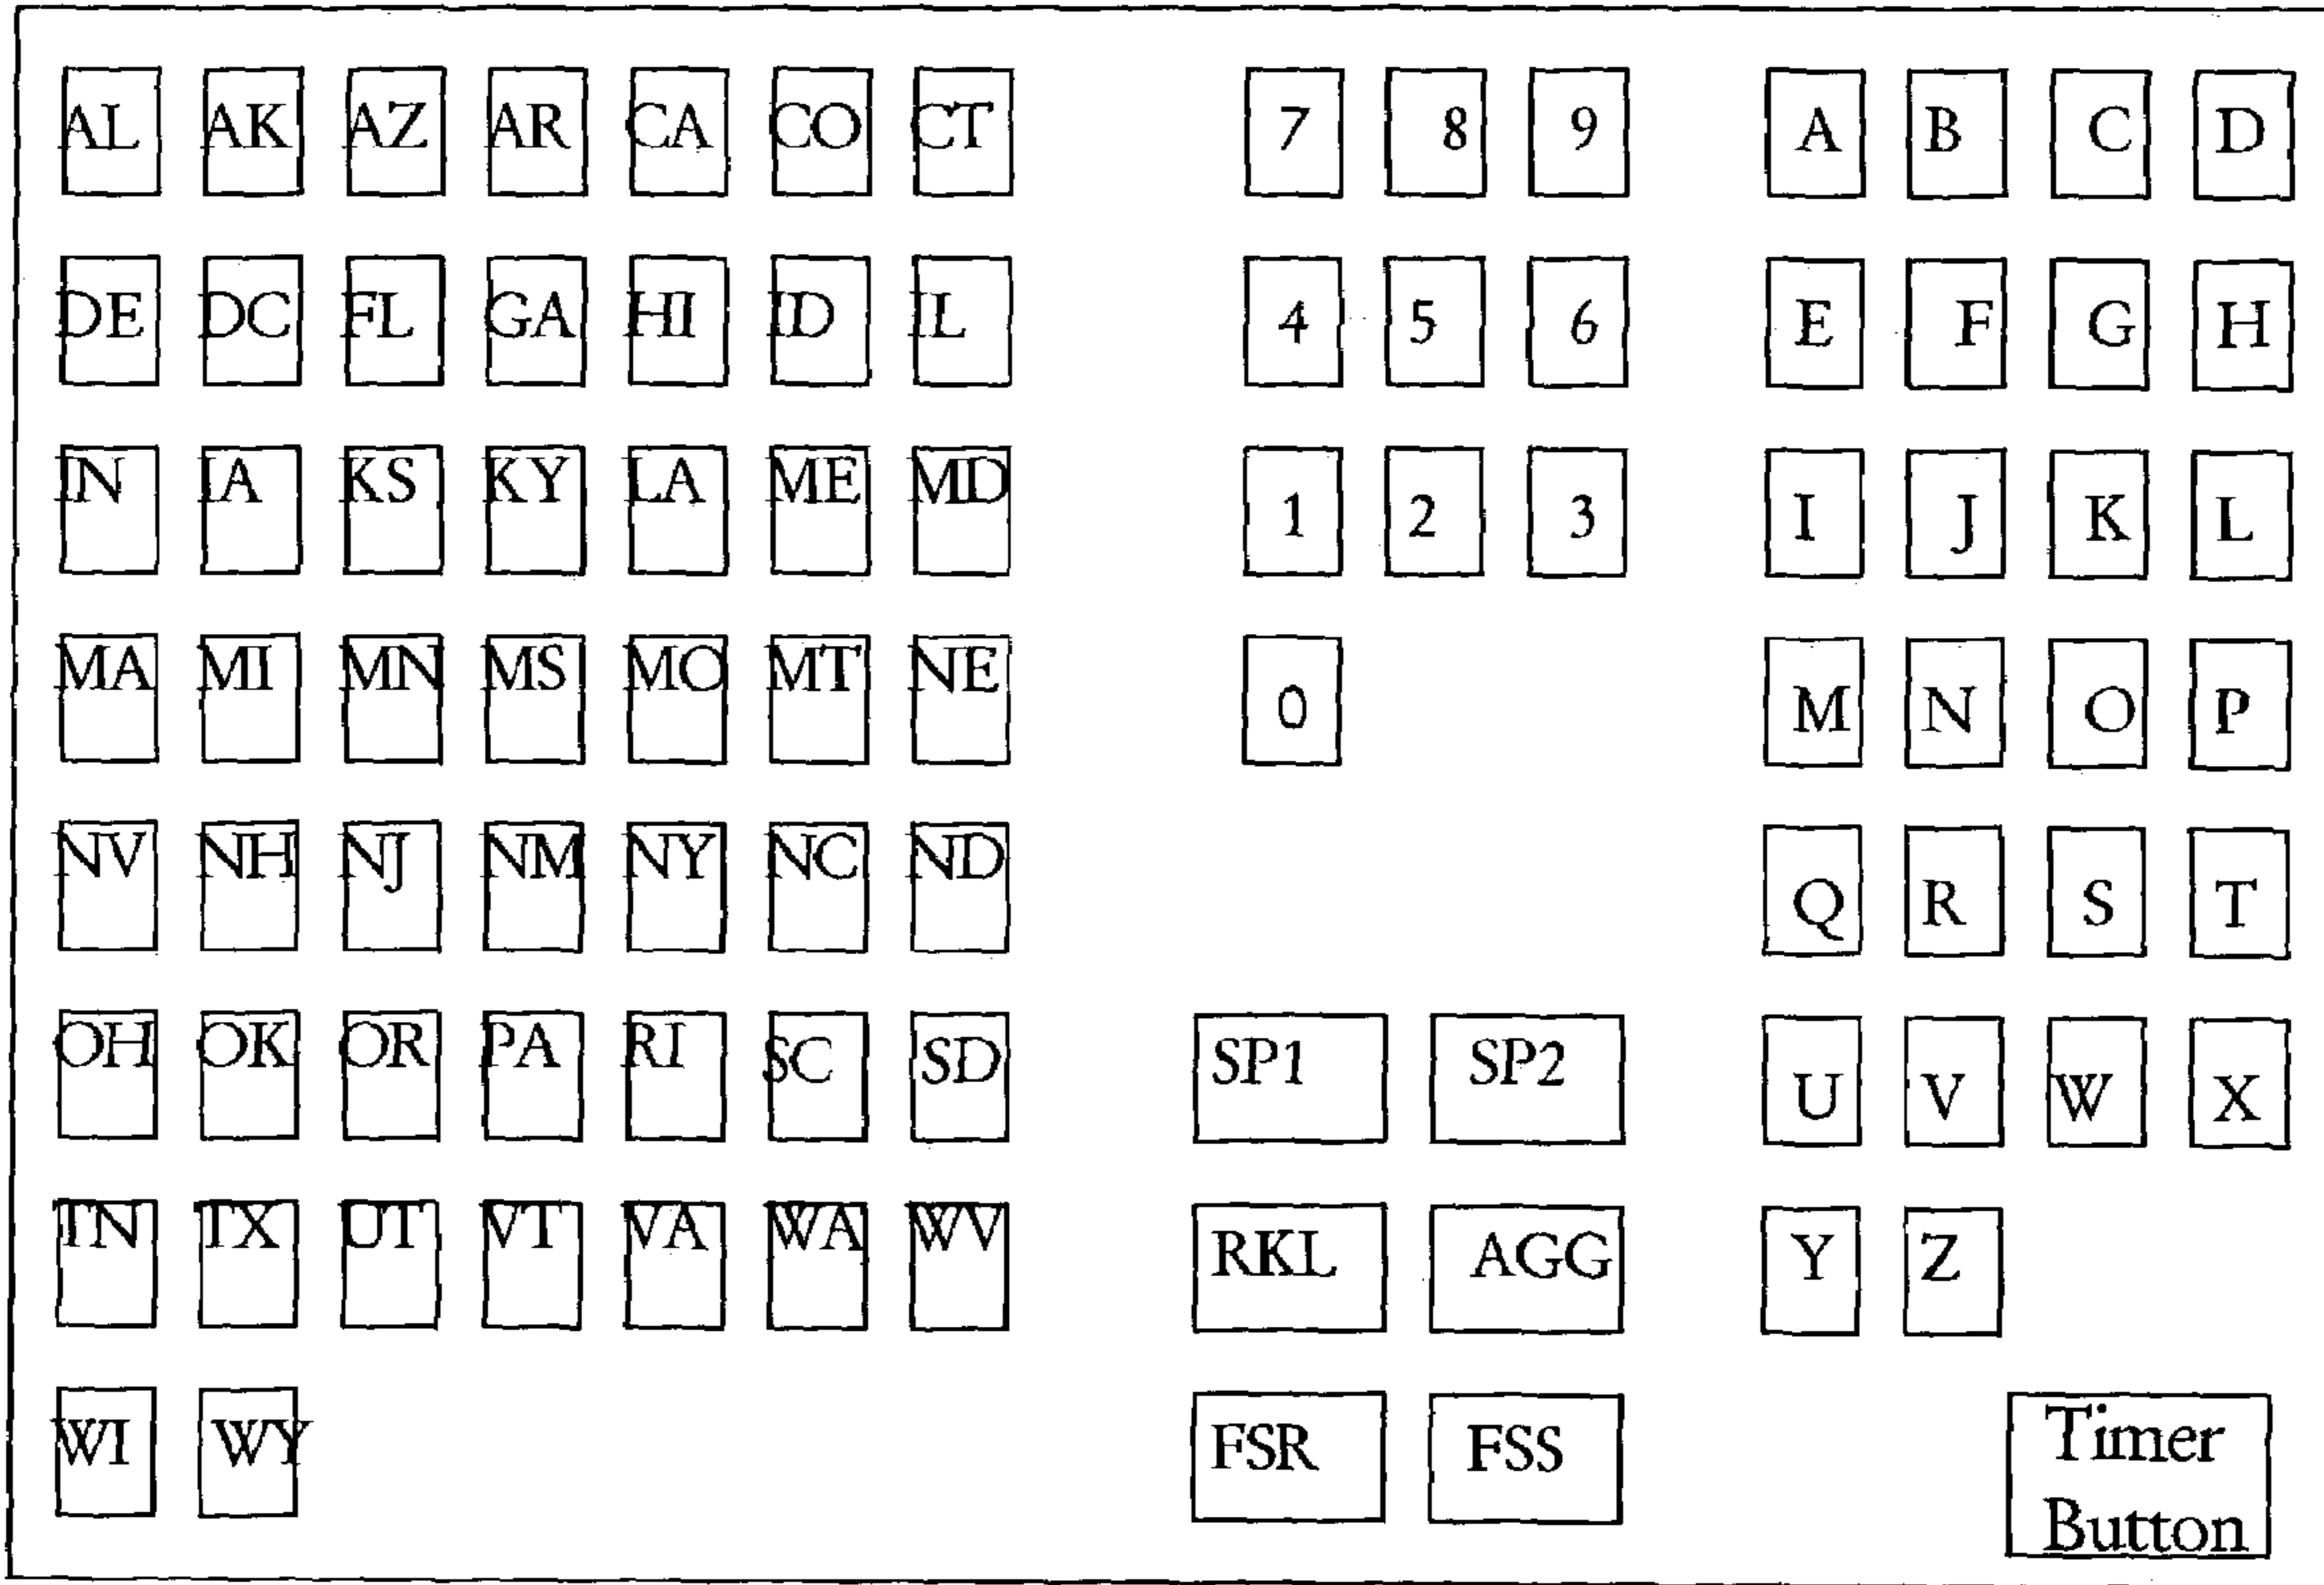 AL AK AZ AR CA CO CT 7 8 9 A B C D
DE DC FL GA HI ID IL 4 5 6 E F G H
IN IA KS KY LA ME MD 1 2 3 I J K L
MA MI MN MS MO MT NE 0 M N O P
NV NH NJ NM NY NC ND Q R S T
OH OK OR PA RI SC SD SP1 SP2 U V W X
TN TX UT VT VA WA WV RKL AGG Y Z
WI WY FSR FSS Timer
Button